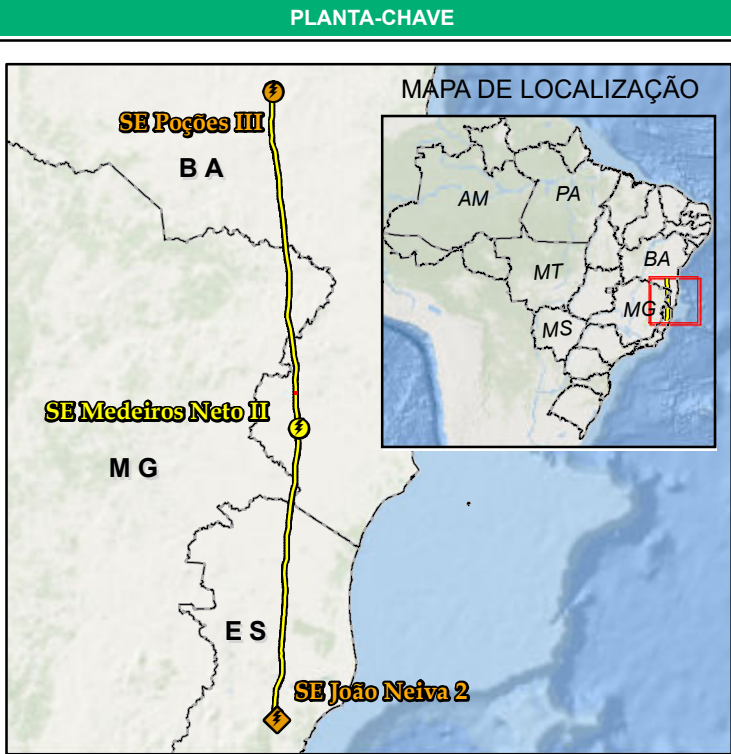 PLANTA-CHAVE
MAPA DE LOCALIZAÇÃO
SE Poções III
B A
AM
PA
BA
MT
MG
MS
SE Medeiros Neto II
M G
E S
SE João Neiva 2